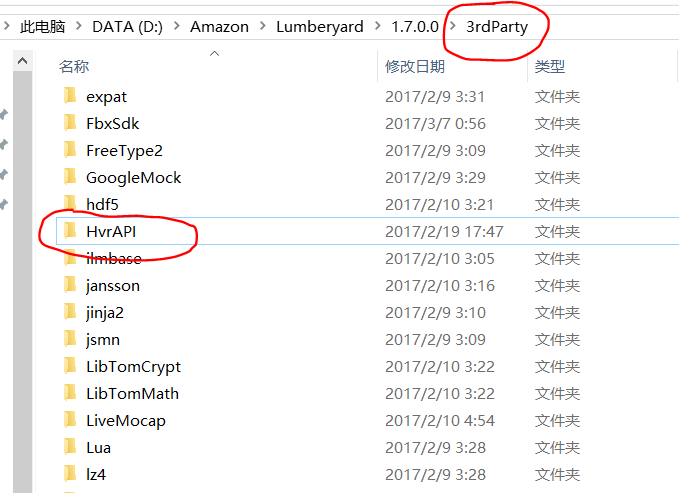 此电脑 > DATA (D:) > Amazon > Lumberyard > 1.7.0.0 > 3rdParty
名称 修改日期 类型
expat 2017/2/9 3:31 文件夹
FbxSdk 2017/3/7 0:56 文件夹
FreeType2 2017/2/9 3:09 文件夹
GoogleMock 2017/2/9 3:29 文件夹
hdf5 2017/2/10 3:21 文件夹
HvrAPI 2017/2/19 17:47 文件夹
ilmbase 2017/2/10 3:05 文件夹
jansson 2017/2/10 3:16 文件夹
jinja2 2017/2/9 3:10 文件夹
jsmn 2017/2/9 3:09 文件夹
LibTomCrypt 2017/2/10 3:22 文件夹
LibTomMath 2017/2/10 3:22 文件夹
LiveMocap 2017/2/10 4:54 文件夹
Lua 2017/2/9 3:28 文件夹
lz4 2017/2/9 3:28 文件夹